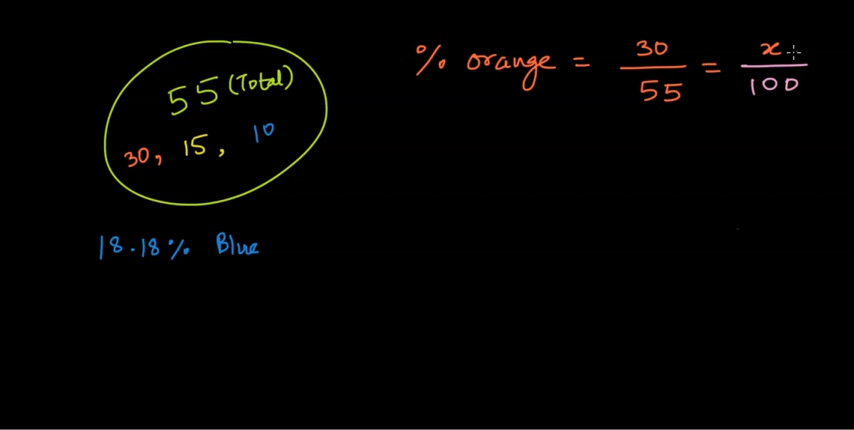 55 (Total)
30, 15, 10
18.18% Blue
% orange = 30/55 = x/100